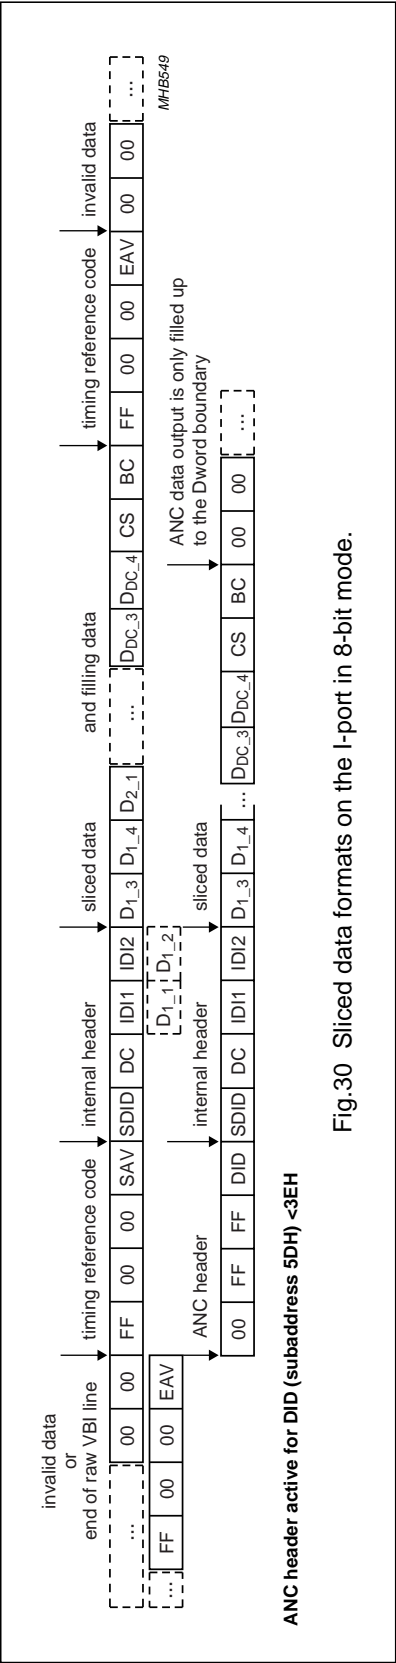 invalid data
or
end of raw VBI line
timing reference code
internal header
sliced data
and filling data
timing reference code
invalid data
... 00 00 FF 00 00 SAV SDID DC IDI1 IDI2 D1_3 D1_4 D2_1 ... DDC_3 DDC_4 CS BC FF 00 00 EAV 00 00 ...
... FF 00 00 EAV
D1_1 D1_2
MHB549
ANC header
internal header
sliced data
ANC data output is only filled up
to the Dword boundary
00 FF FF DID SDID DC IDI1 IDI2 D1_3 D1_4 ... DDC_3 DDC_4 CS BC 00 00 ...
ANC header active for DID (subaddress 5DH) <3EH
Fig.30 Sliced data formats on the I-port in 8-bit mode.